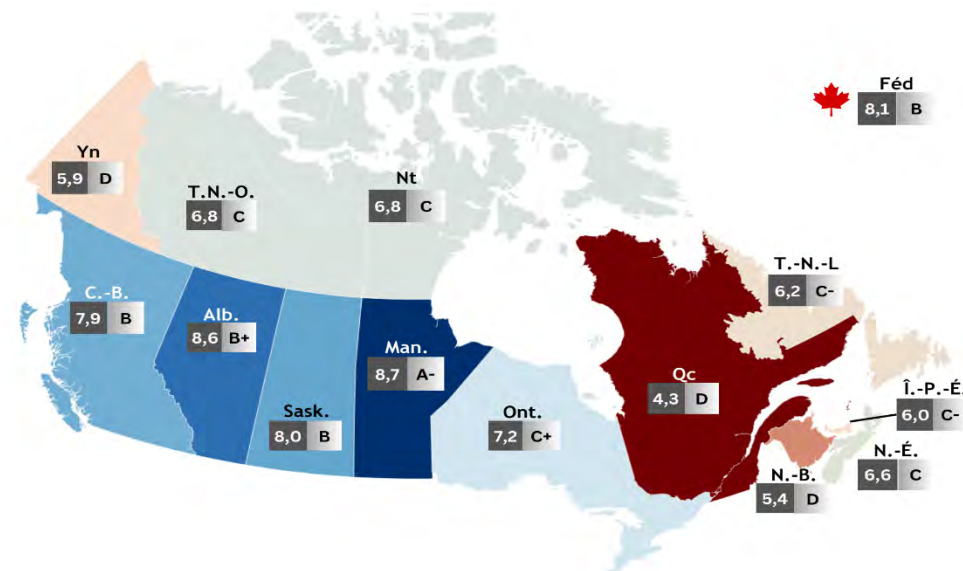 Féd
8,1 B
Yn
5,9 D
T.N.-O.
6,8 C
Nt
6,8 C
T.-N.-L
6,2 C-
C.-B.
7,9 B
Alb.
8,6 B+
Man.
8,7 A-
Sask.
8,0 B
Ont.
7,2 C+
Qc
4,3 D
Î.-P.-É.
6,0 C-
N.-É.
6,6 C
N.-B.
5,4 D